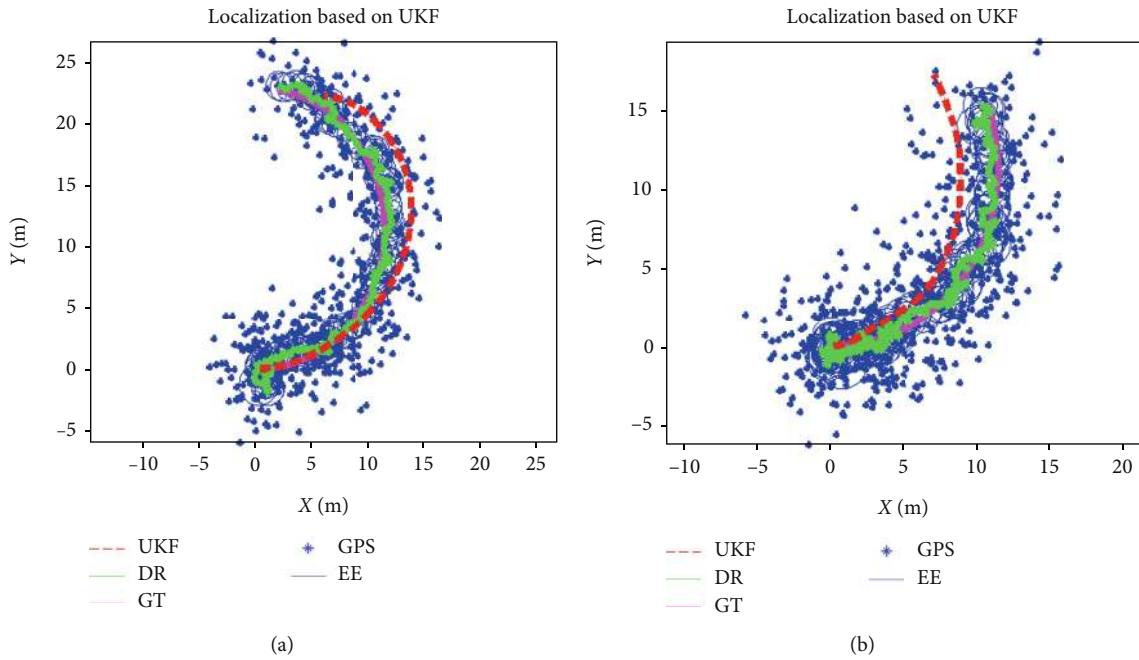 Localization based on UKF
25
20
15
10
5
0
–5
Y (m)
–10 –5 0 5 10 15 20 25
X (m)
UKF
DR
GT
GPS
EE
(a)
Localization based on UKF
15
10
5
0
–5
Y (m)
–10 –5 0 5 10 15 20
X (m)
UKF
DR
GT
GPS
EE
(b)